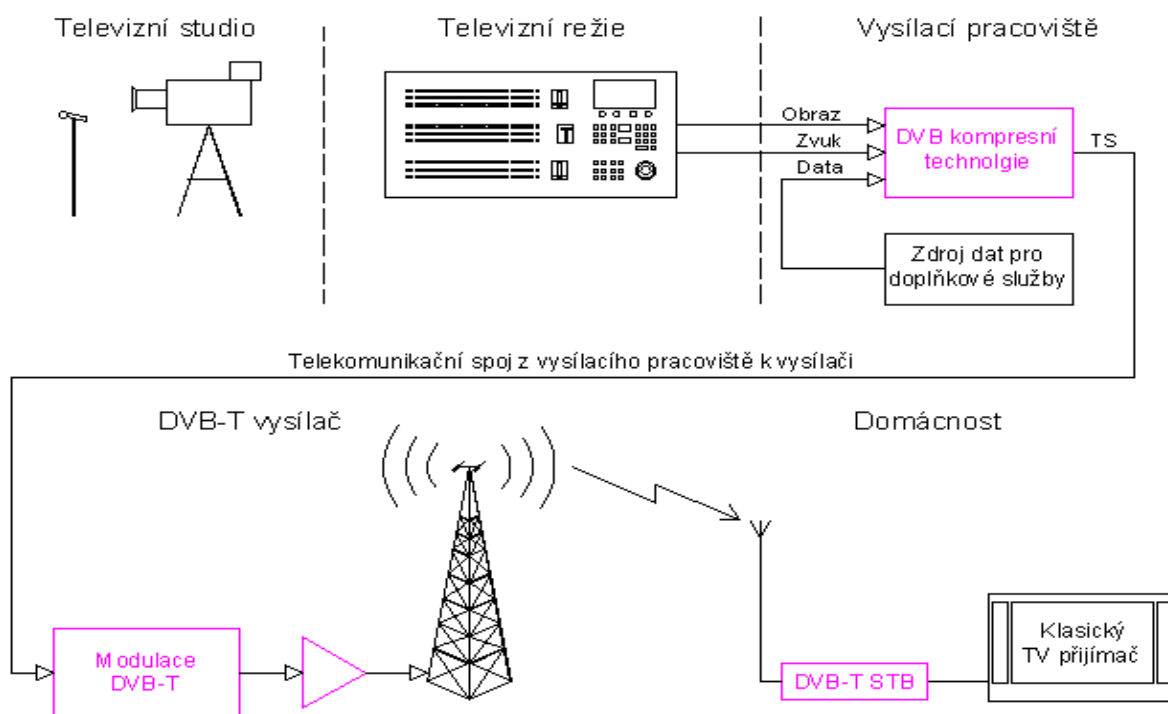 Televizní studio
Televizní režie
Vysílací pracoviště
Obraz
Zvuk
Data
DVB kompresní
technolgie
TS
Zdroj dat pro
doplňkové služby
Telekomunikační spoj z vysílacího pracoviště k vysílači
DVB-T vysílač
Domácnost
Modulace
DVB-T
DVB-T STB
Klasický
TV přijímač